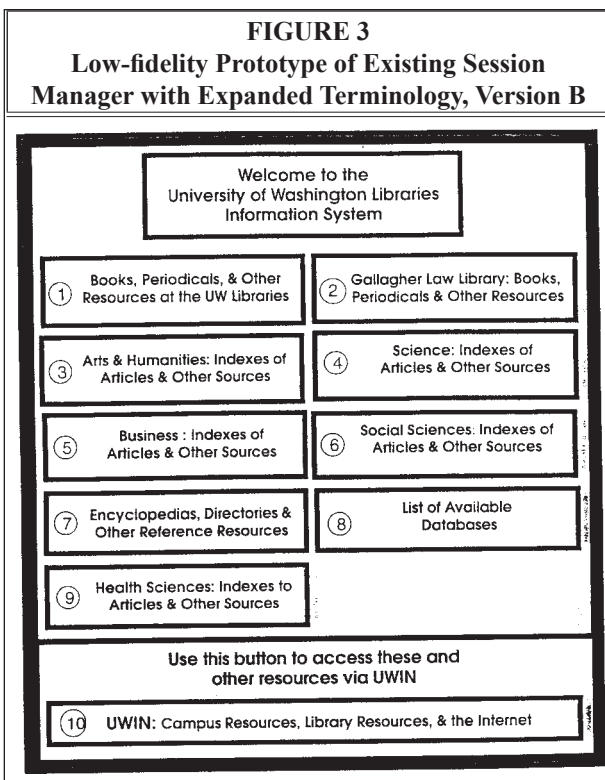 FIGURE 3
Low-fidelity Prototype of Existing Session
Manager with Expanded Terminology, Version B
Welcome to the
University of Washington Libraries
Information System
1 Books, Periodicals, & Other
Resources at the UW Libraries
2 Gallagher Law Library: Books,
Periodicals & Other Resources
3 Arts & Humanities: Indexes of
Articles & Other Sources
4 Science: Indexes of
Articles & Other Sources
5 Business : Indexes of
Articles & Other Sources
6 Social Sciences: Indexes of
Articles & Other Sources
7 Encyclopedias, Directories &
Other Reference Resources
8 List of Available
Databases
9 Health Sciences: Indexes to
Articles & Other Sources
Use this button to access these and
other resources via UWIN
10 UWIN: Campus Resources, Library Resources, & the Internet